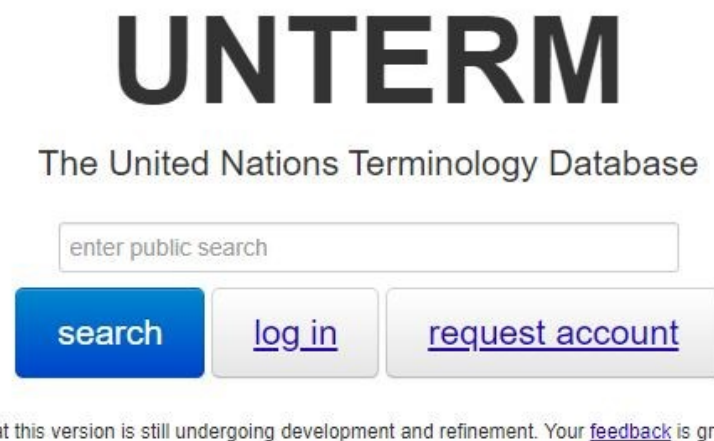 UNTERM
The United Nations Terminology Database
enter public search
search log in request account
this version is still undergoing development and refinement. Your feedback is